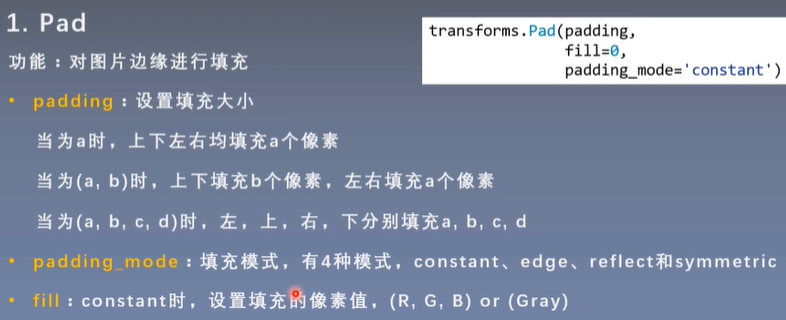 1. Pad
功能：对图片边缘进行填充
• padding：设置填充大小
当为a时，上下左右均填充a个像素
当为(a, b)时，上下填充b个像素，左右填充a个像素
当为(a, b, c, d)时，左，上，右，下分别填充a, b, c, d
• padding_mode：填充模式，有4种模式，constant、edge、reflect和symmetric
• fill：constant时，设置填充的像素值，(R, G, B) or (Gray)
transforms.Pad(padding,
fill=0,
padding_mode='constant')